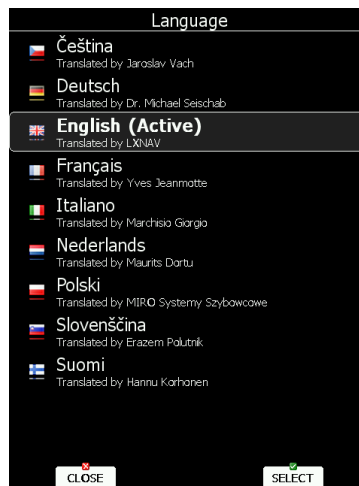 Language
Čeština
Translated by Jaroslav Vach
Deutsch
Translated by Dr. Michael Seischab
English (Active)
Translated by LXNAV
Français
Translated by Yves Jeanmotte
Italiano
Translated by Marchisio Giorgio
Nederlands
Translated by Maurits Dortu
Polski
Translated by MIRO Systemy Szybowcowe
Slovenščina
Translated by Erazem Polutnik
Suomi
Translated by Hannu Korhonen
CLOSE SELECT